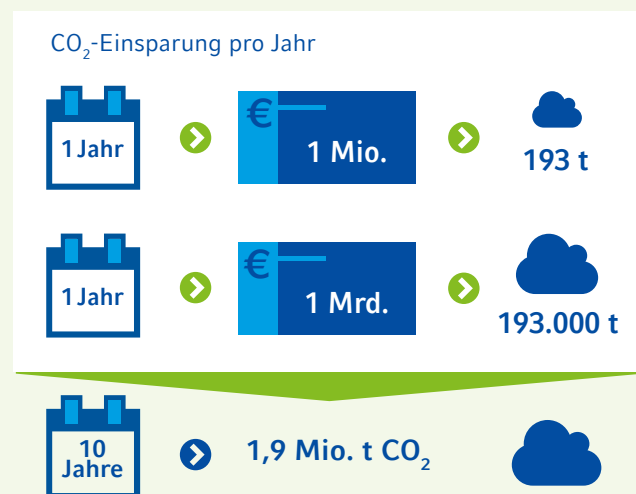 CO₂-Einsparung pro Jahr
1 Jahr
€
1 Mio.
193 t
1 Jahr
€
1 Mrd.
193.000 t
10
Jahre
1,9 Mio. t CO₂